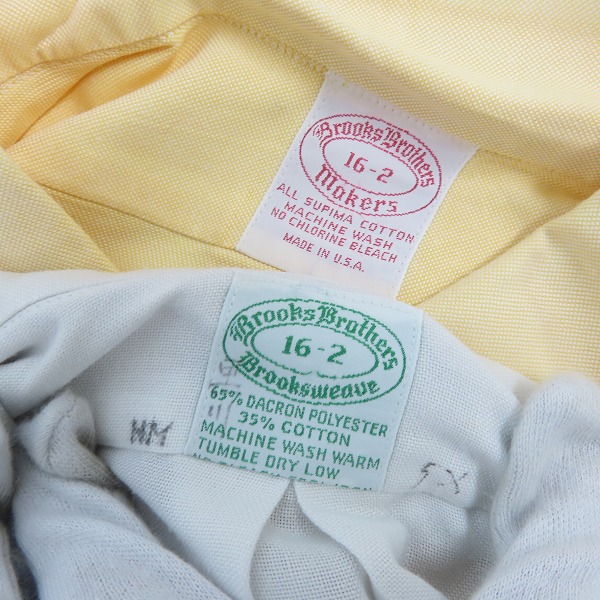 Brooks Brothers
16-2
Makers
ALL SUPIMA COTTON
MACHINE WASH
NO CHLORINE BLEACH
MADE IN U.S.A.
Brooks Brothers
16-2
Brooksweave
65% DACRON POLYESTER
35% COTTON
MACHINE WASH WARM
TUMBLE DRY LOW
WM